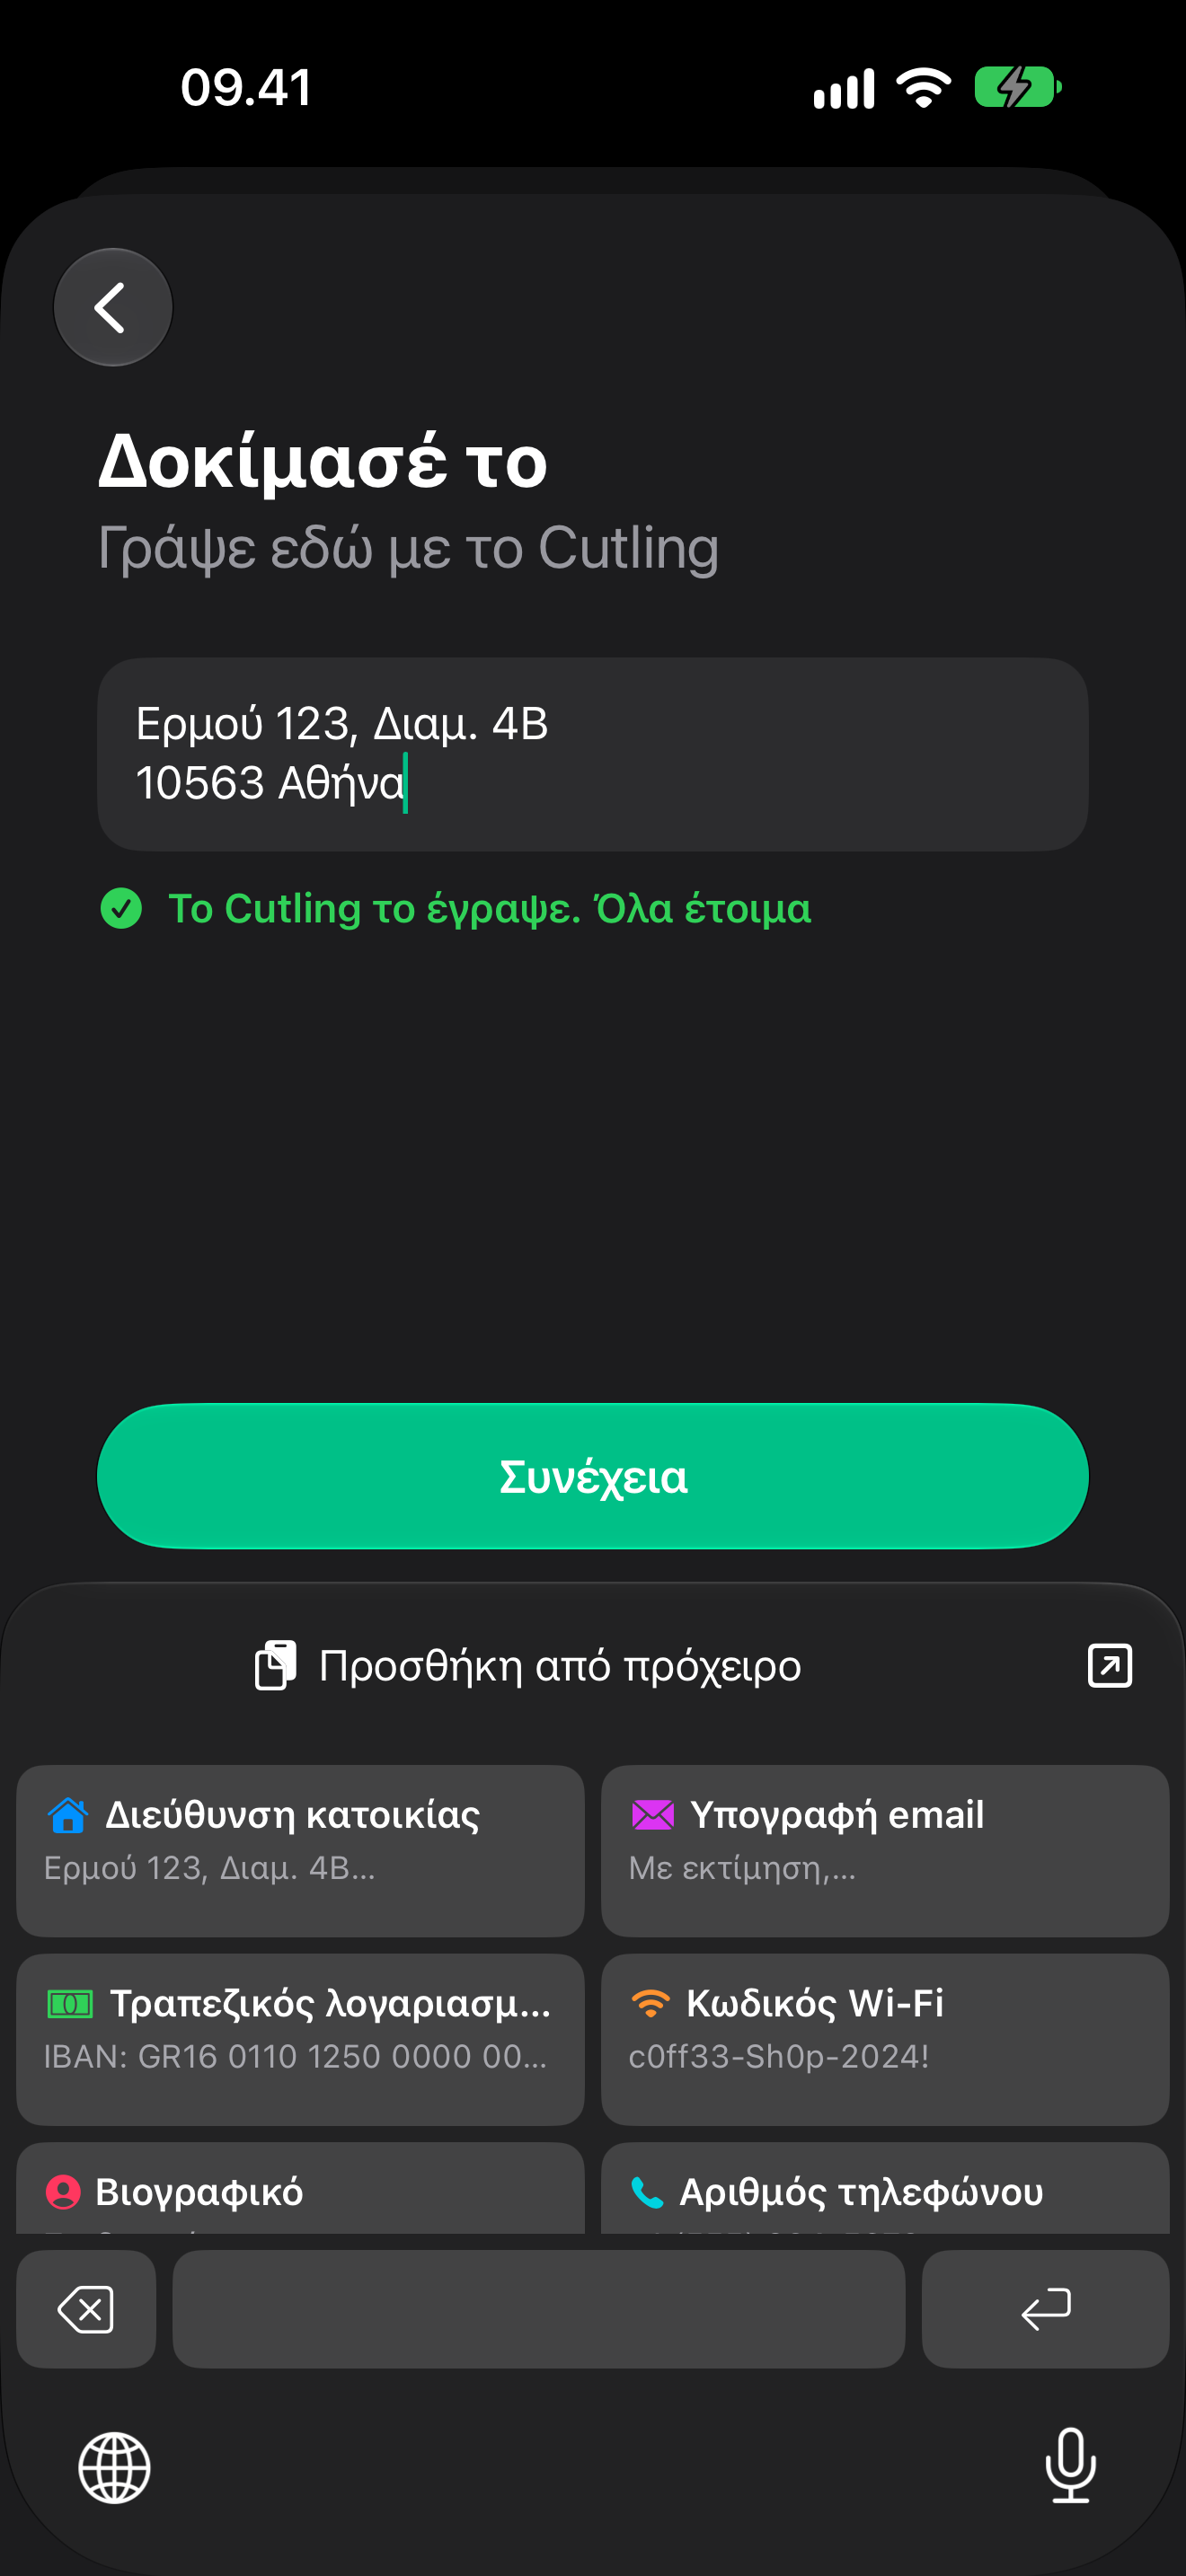 09.41
Δοκίμασέ το
Γράψε εδώ με το Cutling
Ερμού 123, Διαμ. 4Β
10563 Αθήνα
Το Cutling το έγραψε. Όλα έτοιμα
Συνέχεια
Προσθήκη από πρόχειρο
Διεύθυνση κατοικίας
Ερμού 123, Διαμ. 4Β...
Υπογραφή email
Με εκτίμηση,...
Τραπεζικός λογαριασμ...
IBAN: GR16 0110 1250 0000 00...
Κωδικός Wi-Fi
c0ff33-Sh0p-2024!
Βιογραφικό
Αριθμός τηλεφώνου